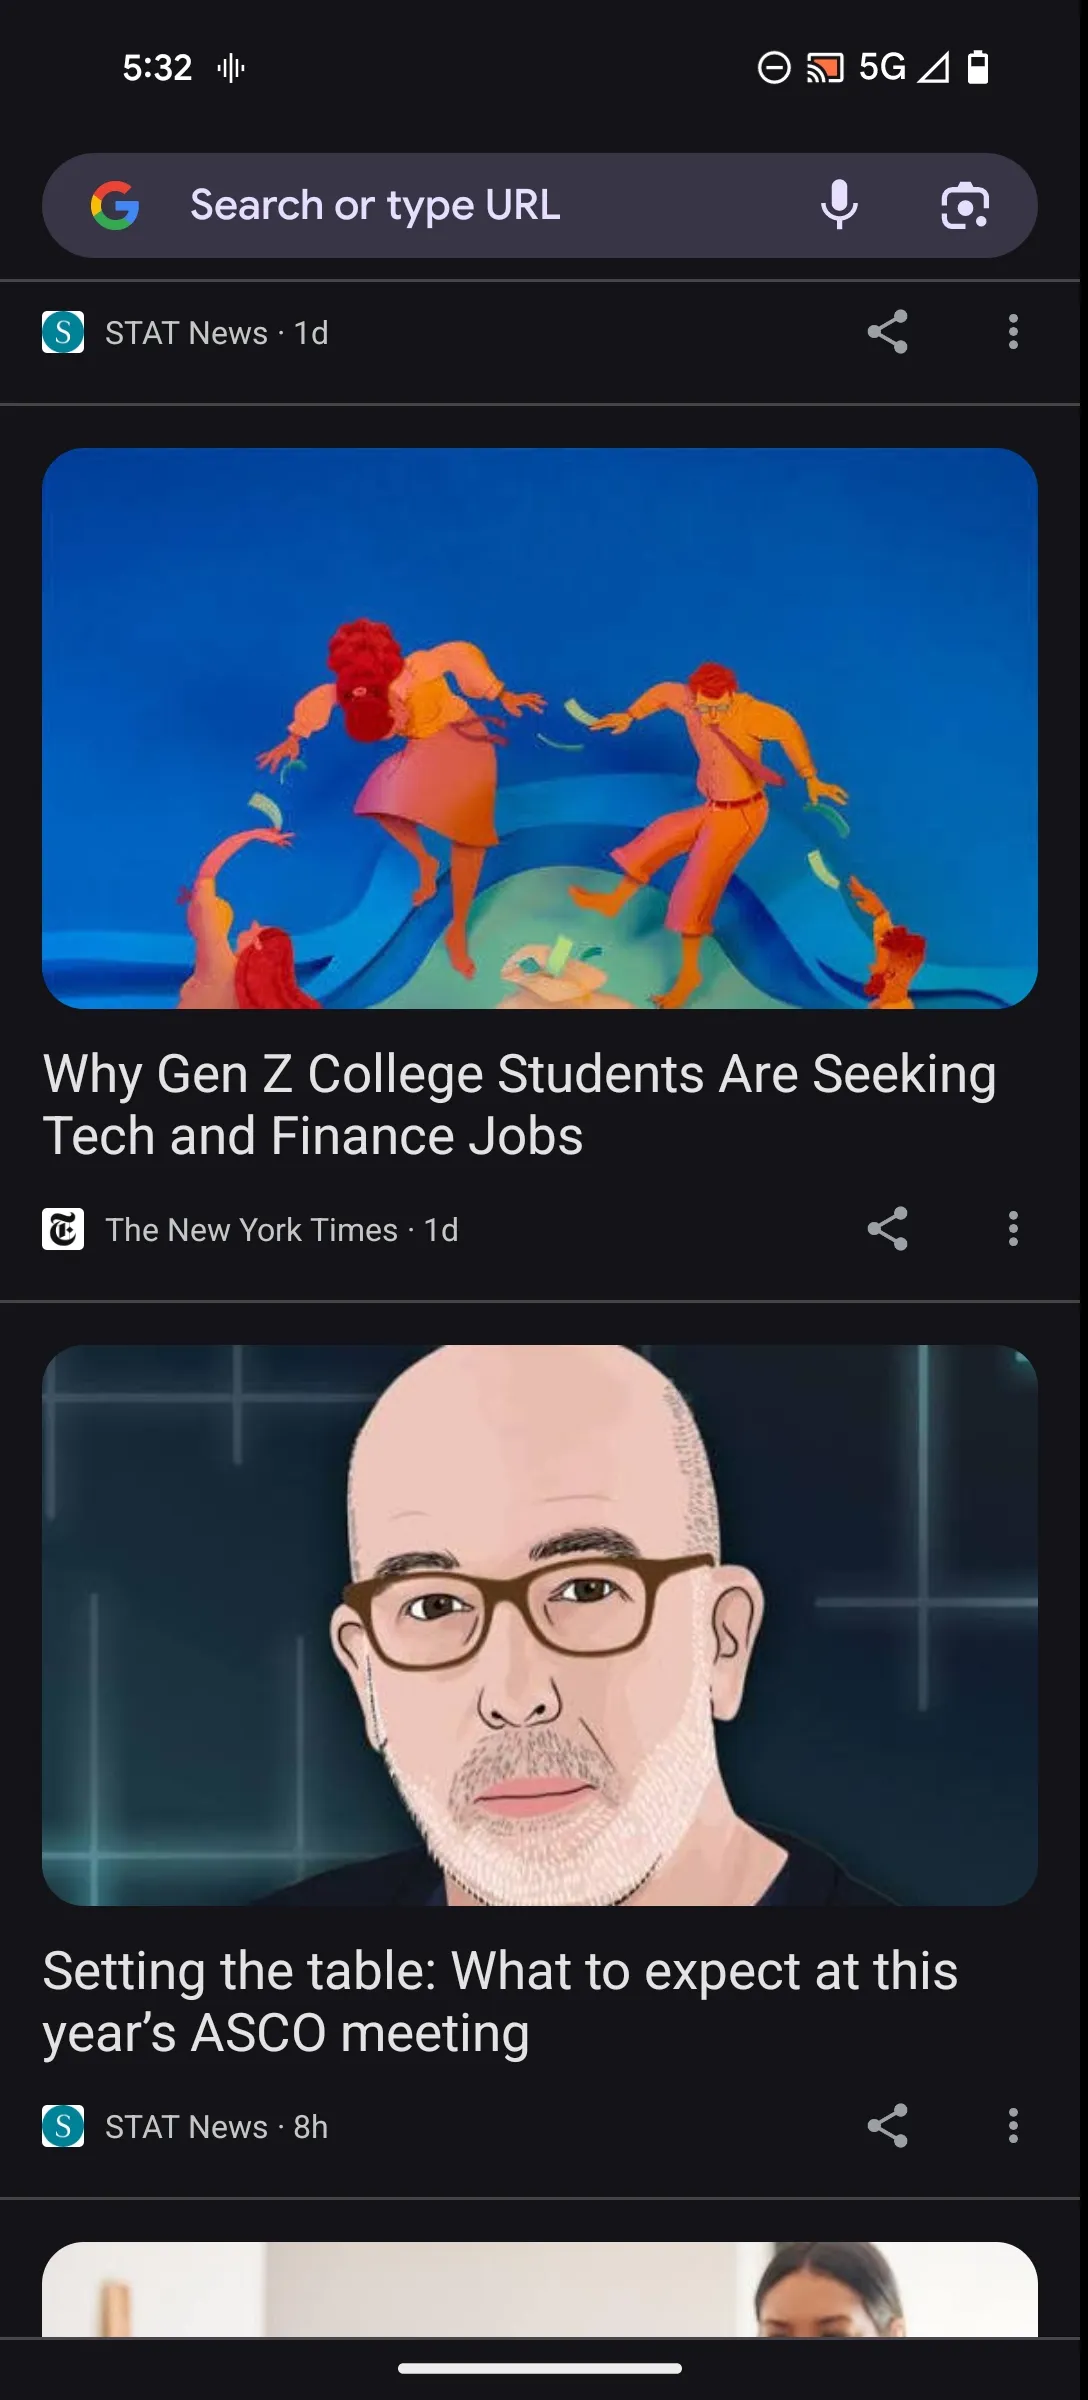 5:32
5G
Search or type URL
S STAT News · 1d
Why Gen Z College Students Are Seeking
Tech and Finance Jobs
T The New York Times · 1d
Setting the table: What to expect at this
year’s ASCO meeting
S STAT News · 8h